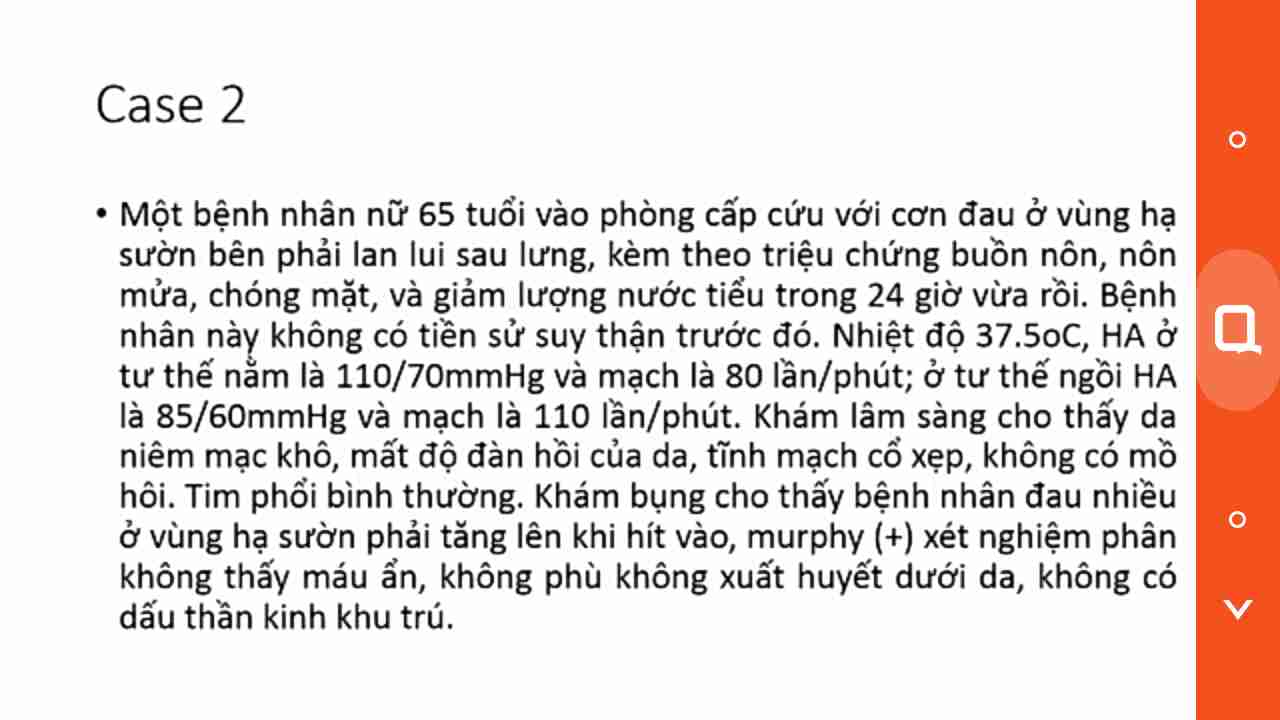 Case 2
• Một bệnh nhân nữ 65 tuổi vào phòng cấp cứu với cơn đau ở vùng hạ
sườn bên phải lan lui sau lưng, kèm theo triệu chứng buồn nôn, nôn
mửa, chóng mặt, và giảm lượng nước tiểu trong 24 giờ vừa rồi. Bệnh
nhân này không có tiền sử suy thận trước đó. Nhiệt độ 37.5oC, HA ở
tư thế nằm là 110/70mmHg và mạch là 80 lần/phút; ở tư thế ngồi HA
là 85/60mmHg và mạch là 110 lần/phút. Khám lâm sàng cho thấy da
niêm mạc khô, mất độ đàn hồi của da, tĩnh mạch cổ xẹp, không có mồ
hôi. Tim phổi bình thường. Khám bụng cho thấy bệnh nhân đau nhiều
ở vùng hạ sườn phải tăng lên khi hít vào, murphy (+) xét nghiệm phân
không thấy máu ẩn, không phù không xuất huyết dưới da, không có
dấu thần kinh khu trú.